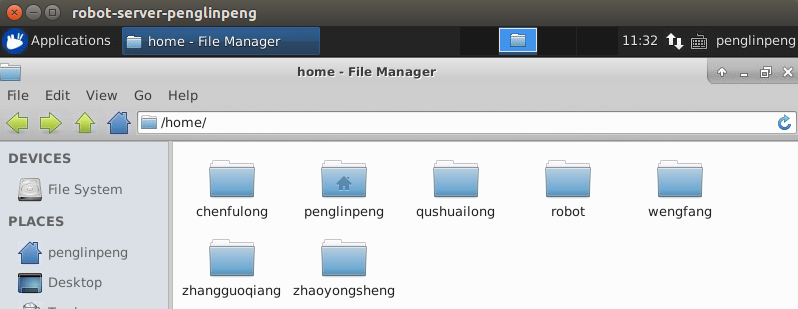 robot-server-penglinpeng
Applications home - File Manager 11:32 penglinpeng
home - File Manager
File Edit View Go Help
/home/
DEVICES
File System
PLACES
penglinpeng
Desktop
chenfulong penglinpeng qushuailong robot wengfang
zhangguoqiang zhaoyongsheng